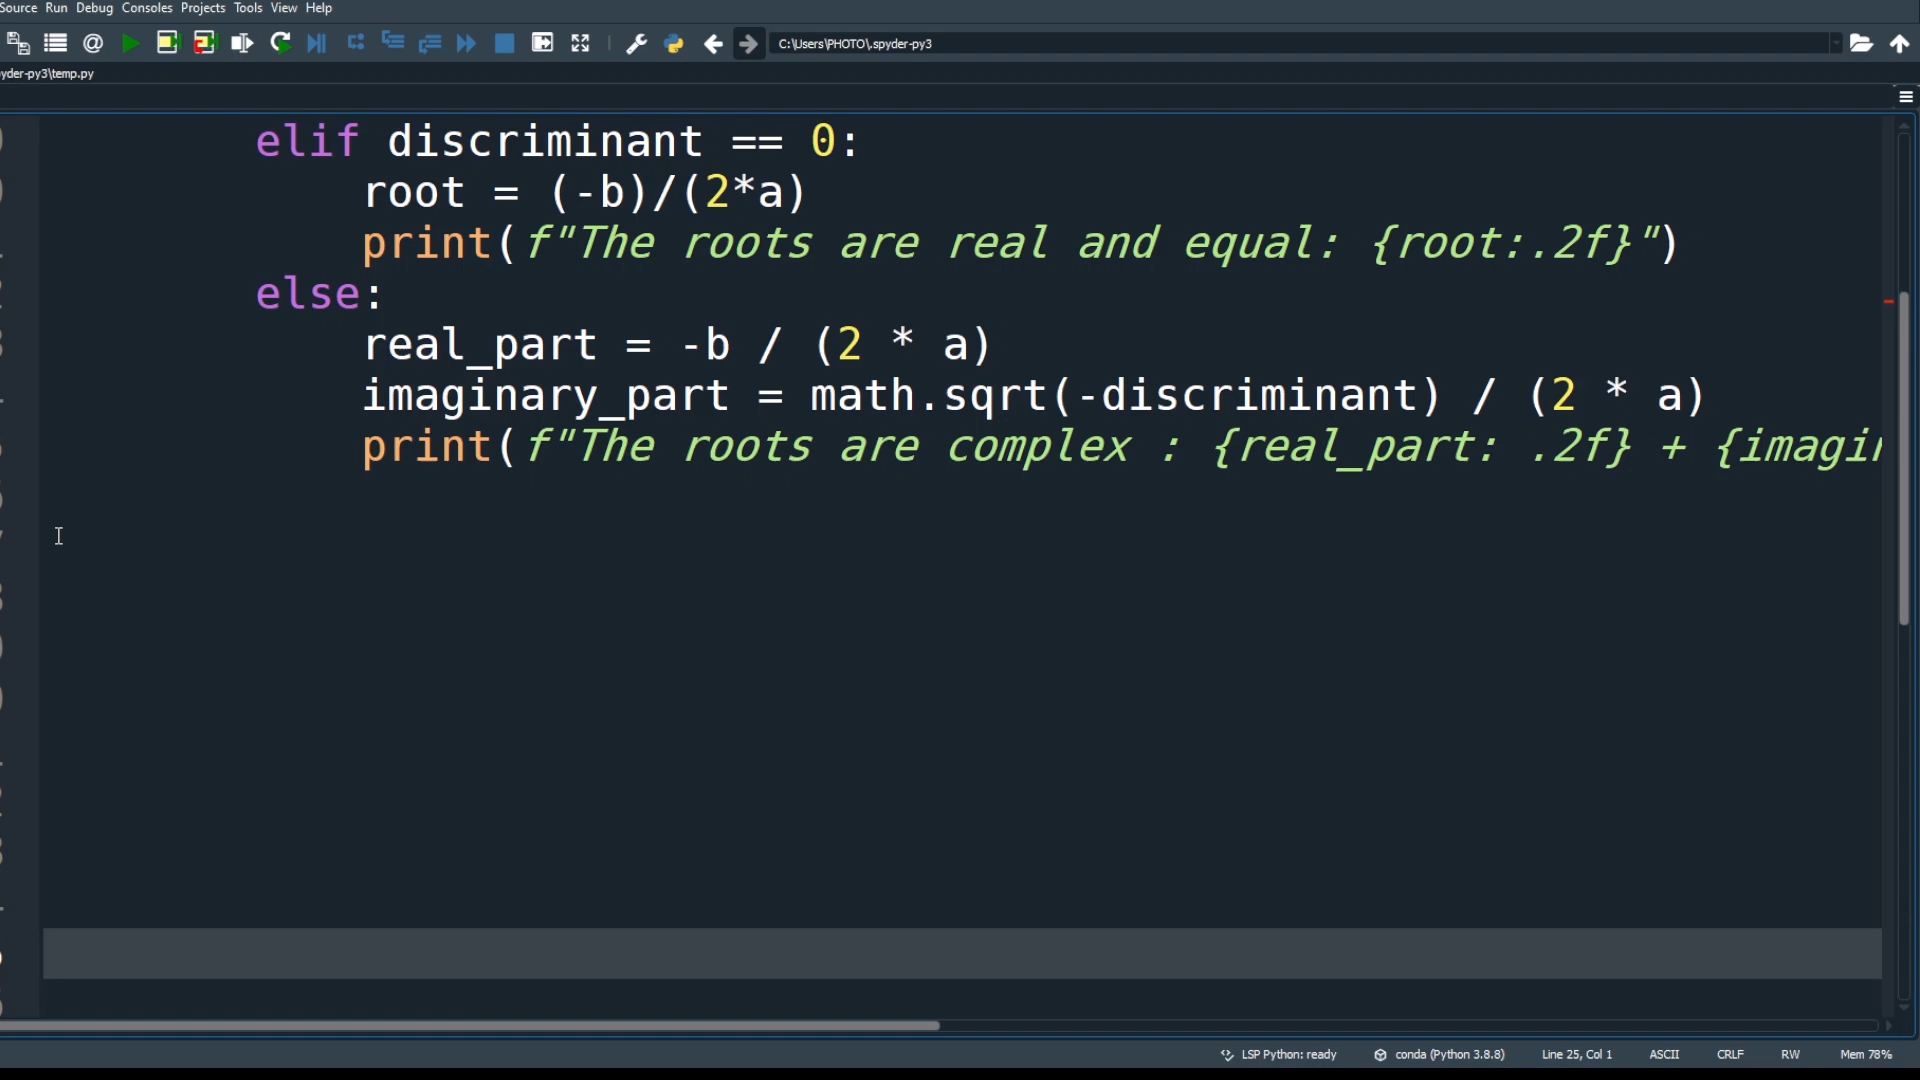 Source Run Debug Consoles Projects Tools View Help
C:\Users\PHOTO\.spyder-py3
yder-py3\temp.py
elif discriminant == 0:
root = (-b)/(2*a)
print(f"The roots are real and equal: {root:.2f}")
else:
real_part = -b / (2 * a)
imaginary_part = math.sqrt(-discriminant) / (2 * a)
print(f"The roots are complex : {real_part: .2f} + {imagin
LSP Python: ready conda (Python 3.8.8) Line 25, Col 1 ASCII CRLF RW Mem 78%